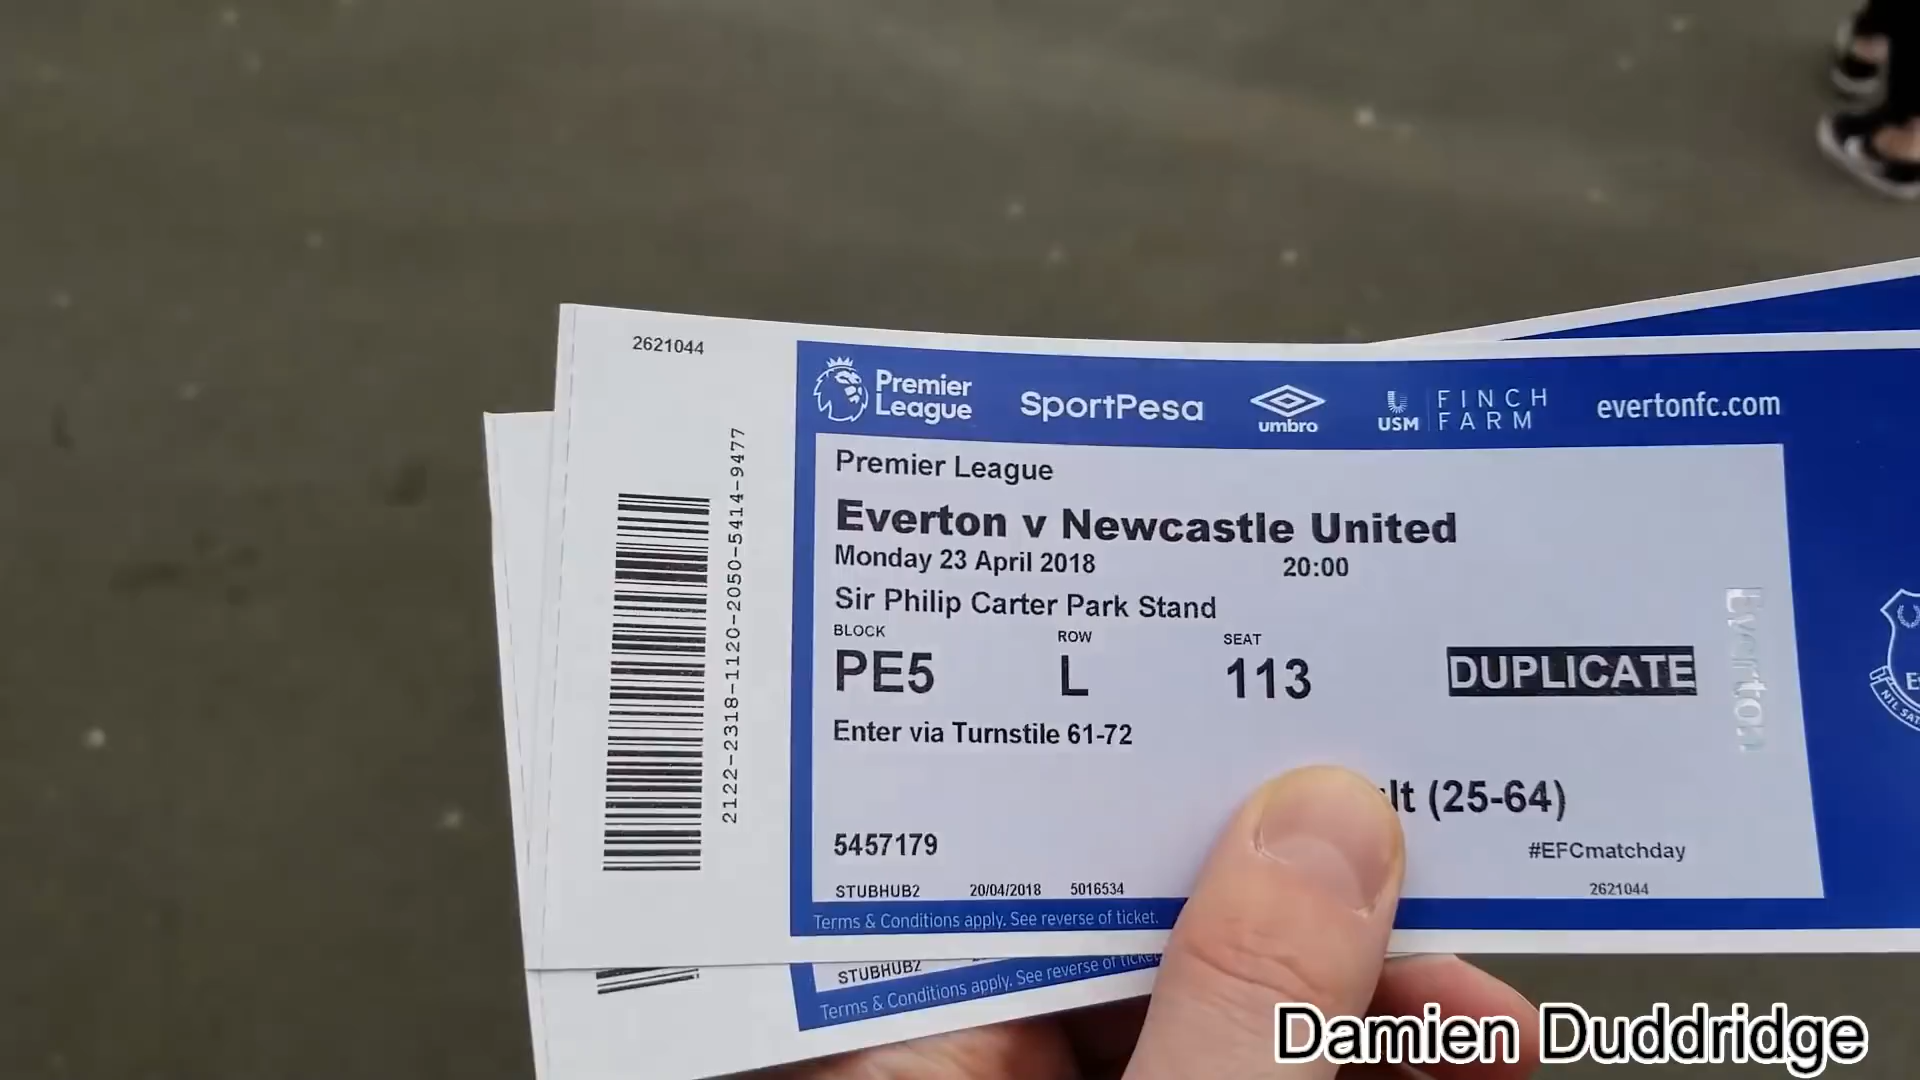 2621044
2122-2318-1120-2050-5414-9477
Premier League
SportPesa
umbro
USM
FINCH FARM
evertonfc.com
Premier League
Everton v Newcastle United
Monday 23 April 2018 20:00
Sir Philip Carter Park Stand
BLOCK ROW SEAT
PE5 L 113
DUPLICATE
Everton
Enter via Turnstile 61-72
(25-64)
5457179
#EFCmatchday
STUBHUB2 20/04/2018 5016534 2621044
Terms & Conditions apply. See reverse of ticket.
STUBHUB2
Terms & Conditions apply. See reverse of ticket
Damien Duddridge